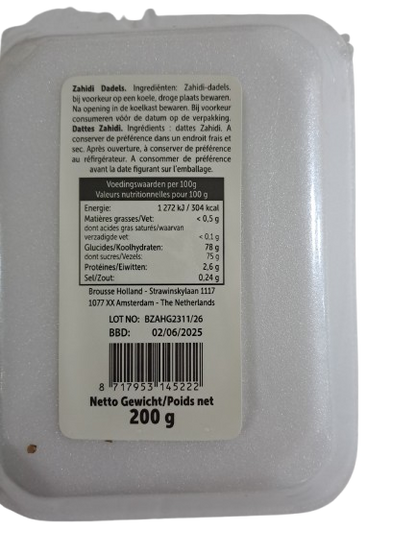 Zahidi Dadels. Ingrediënten: Zahidi-dadels.
bij voorkeur op een koele, droge plaats bewaren.
Na opening in de koelkast bewaren. Bij voorkeur
consumeren vóór de datum op de verpakking.
Dattes Zahidi. Ingrédients : dattes Zahidi. A
conserver de préférence dans un endroit frais et
sec. Après ouverture, à conserver de préférence
au réfirgérateur. A consommer de préférence
avant la date figurant sur l'emballage.
Voedingswaarden per 100g
Valeurs nutritionnelles pour 100 g
Energie: 1 272 kJ / 304 kcal
Matières grasses/Vet: < 0,5 g
dont acides gras saturés/waarvan
verzadigde vet: < 0,1 g
Glucides/Koolhydraten: 78 g
dont sucres/Vezels: 75 g
Protéines/Eiwitten: 2,6 g
Sel/Zout: 0,24 g
Brousse Holland - Strawinskylaan 1117
1077 XX Amsterdam - The Netherlands
LOT NO: BZAHG2311/26
BBD: 02/06/2025
8 717953 145222
Netto Gewicht/Poids net
200 g